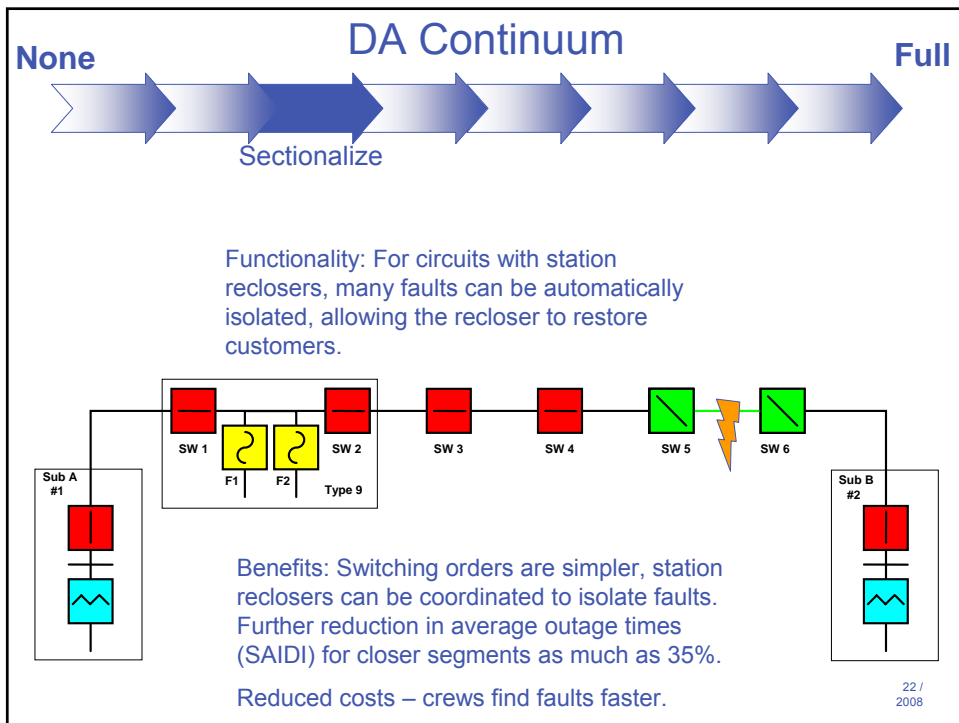 DA Continuum
None
Full
Sectionalize
Functionality: For circuits with station
reclosers, many faults can be automatically
isolated, allowing the recloser to restore
customers.
SW 1
SW 2
SW 3
SW 4
SW 5
SW 6
F1
F2
Type 9
Sub A
#1
Sub B
#2
Benefits: Switching orders are simpler, station
reclosers can be coordinated to isolate faults.
Further reduction in average outage times
(SAIDI) for closer segments as much as 35%.
Reduced costs – crews find faults faster.
22 /
2008